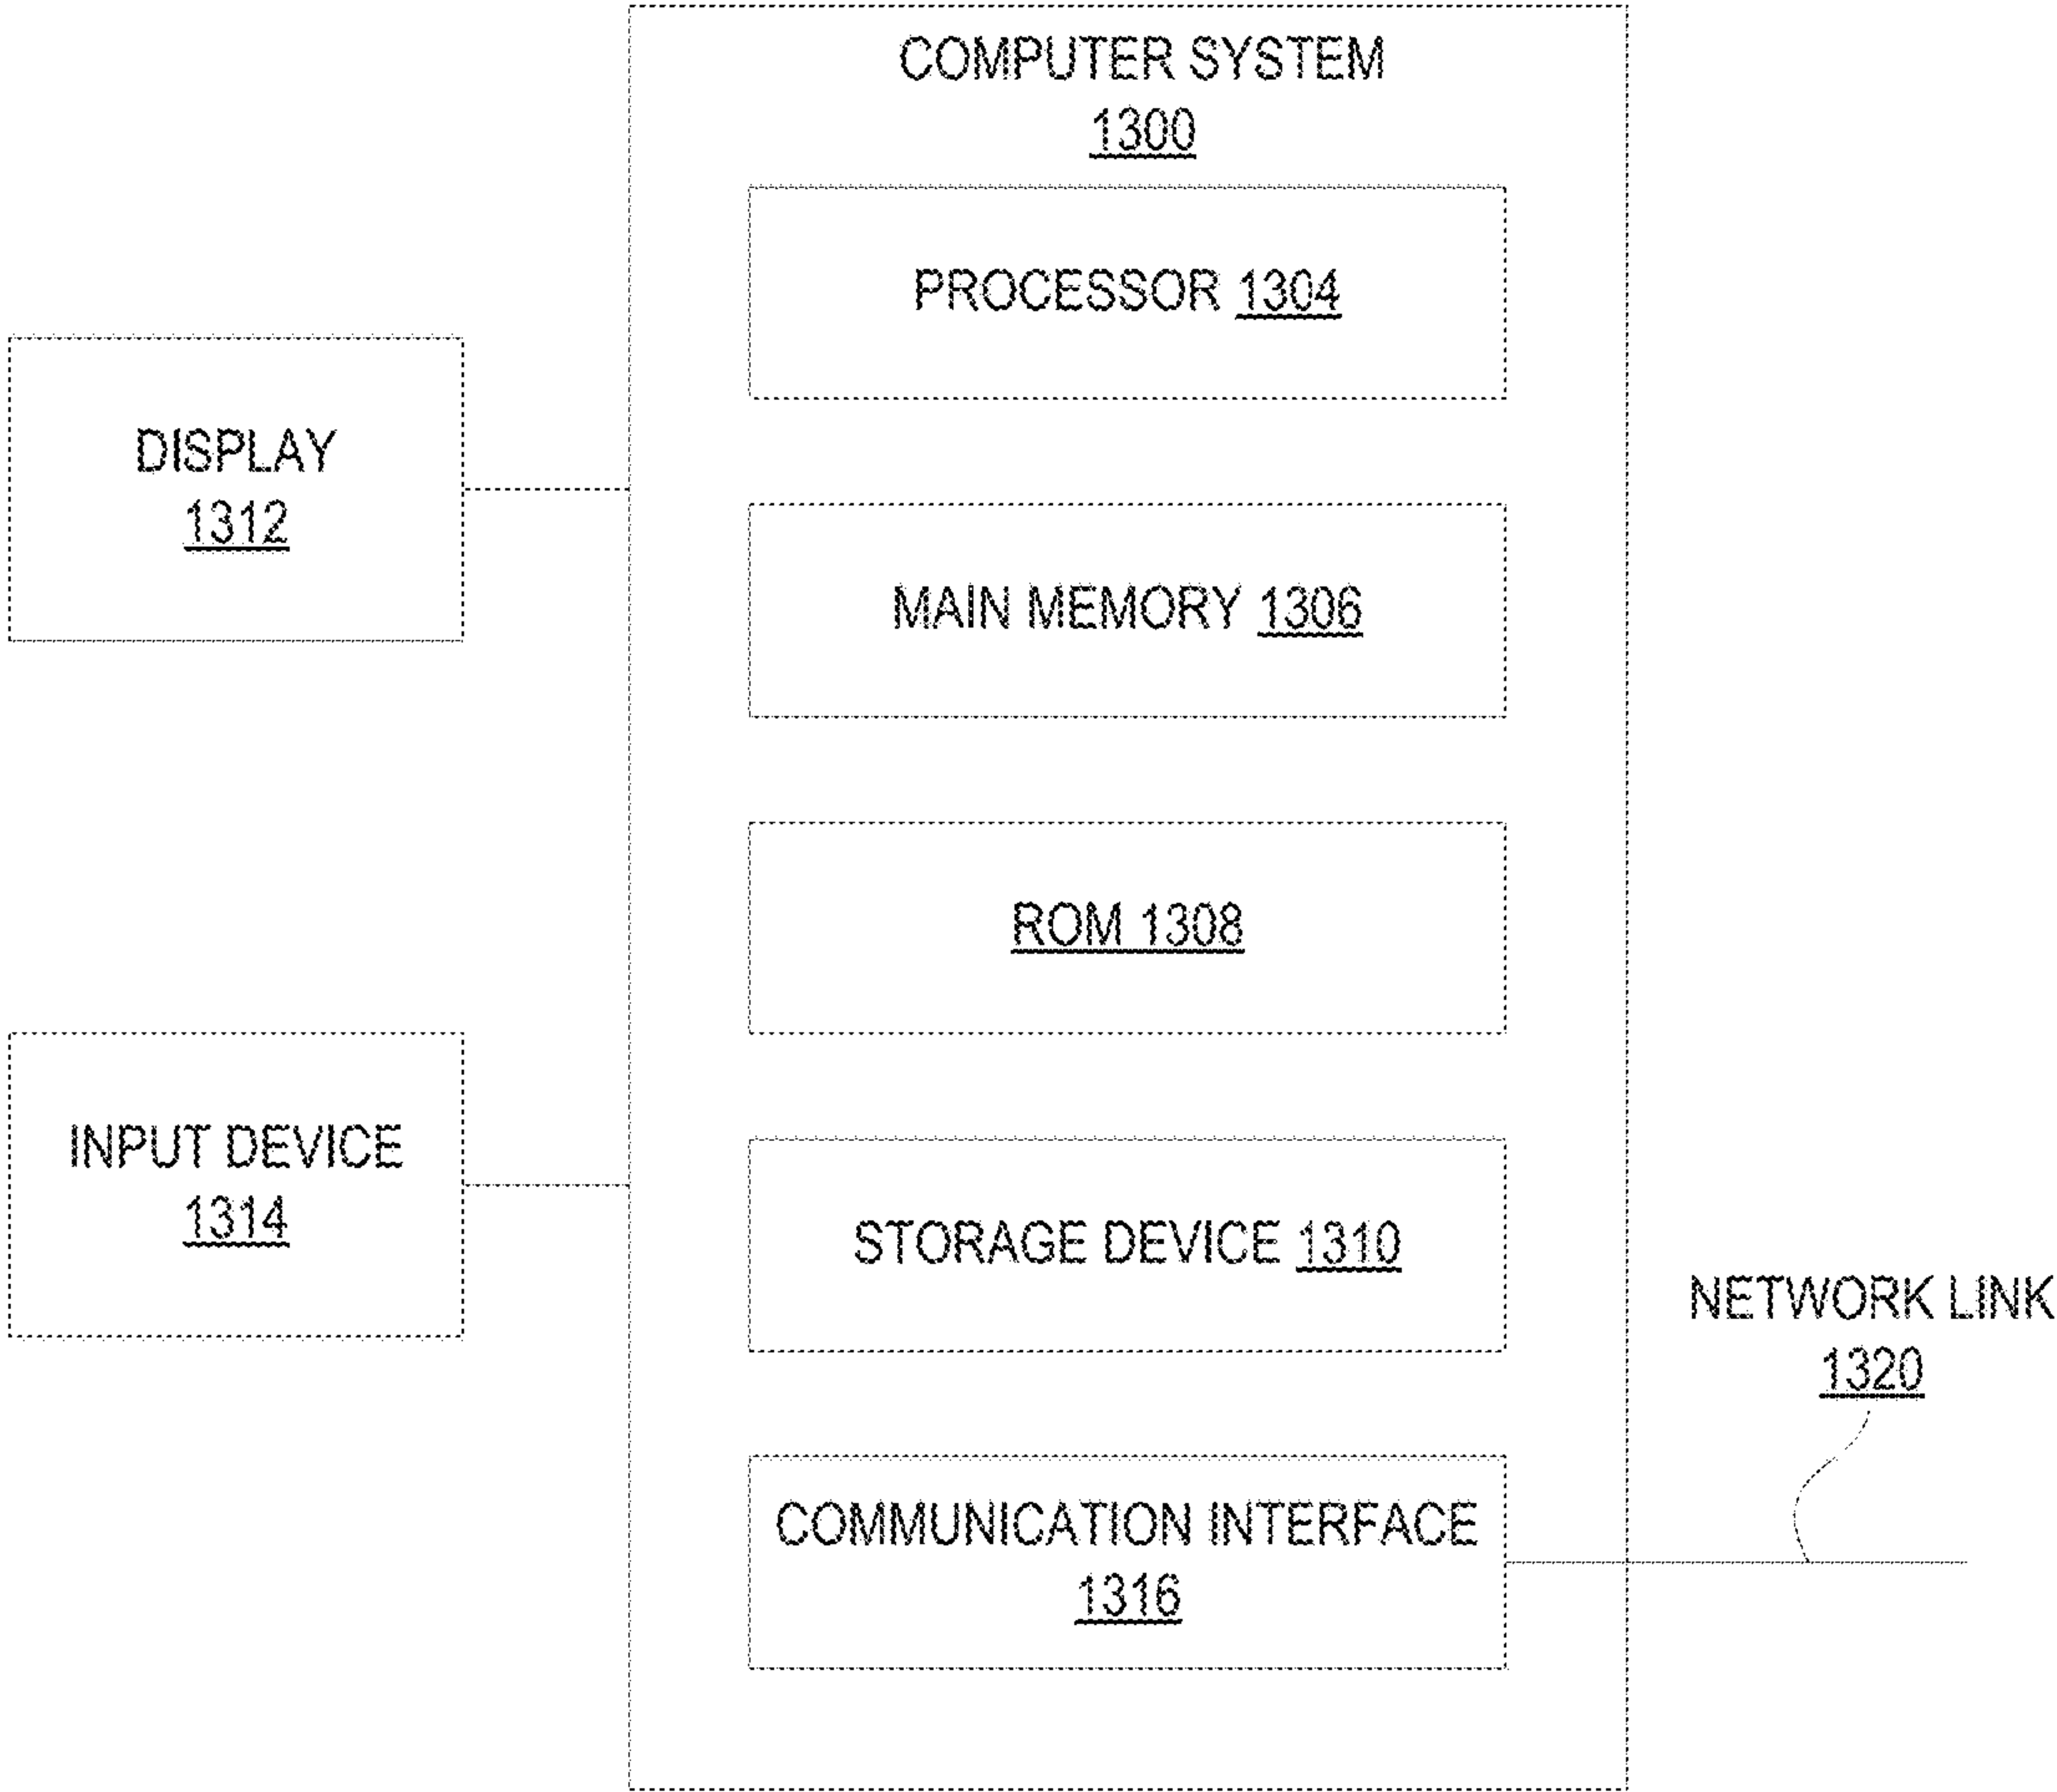 COMPUTER SYSTEM
1300
PROCESSOR 1304
DISPLAY
1312
MAIN MEMORY 1306
ROM 1308
INPUT DEVICE
1314
STORAGE DEVICE 1310
NETWORK LINK
1320
COMMUNICATION INTERFACE
1316